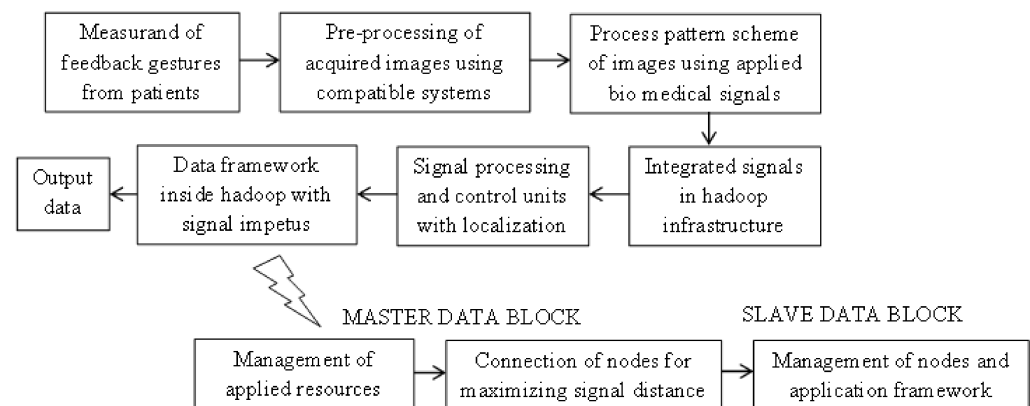 Measurand of
feedback gestures
from patients
Pre-processing of
acquired images using
compatible systems
Process pattern scheme
of images using applied
bio medical signals
Integrated signals
in hadoop
infrastructure
Signal processing
and control units
with localization
Data framework
inside hadoop with
signal impetus
Output
data
MASTER DATA BLOCK
SLAVE DATA BLOCK
Management of
applied resources
Connection of nodes for
maximizing signal distance
Management of nodes and
application framework